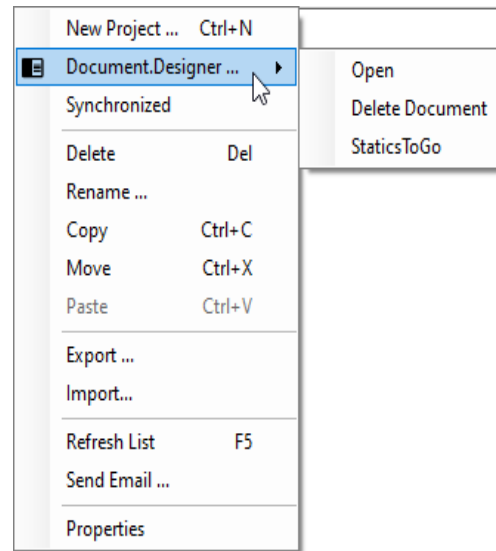 New Project ... Ctrl+N
Document.Designer ...
Synchronized
Delete Del
Rename ...
Copy Ctrl+C
Move Ctrl+X
Paste Ctrl+V
Export ...
Import...
Refresh List F5
Send Email ...
Properties
Open
Delete Document
StaticsToGo